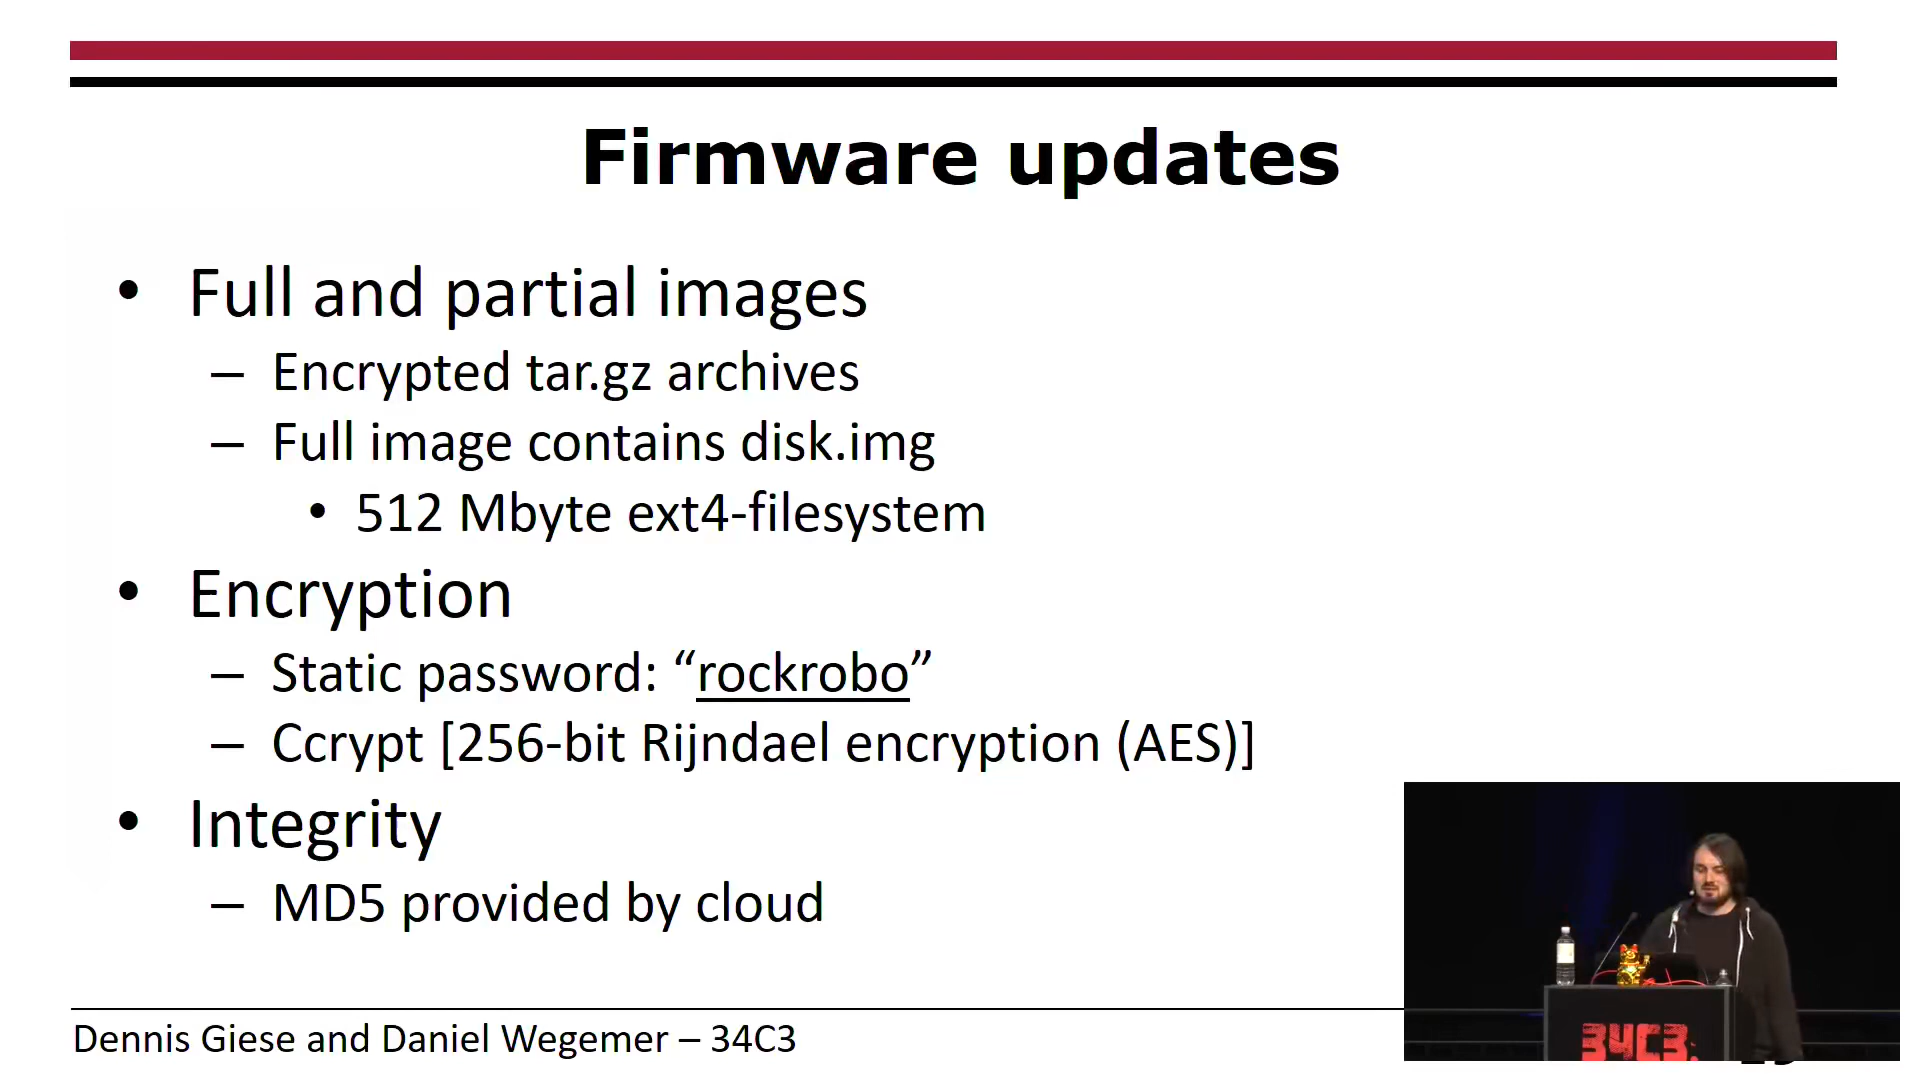 Firmware updates
• Full and partial images
– Encrypted tar.gz archives
– Full image contains disk.img
• 512 Mbyte ext4-filesystem
• Encryption
– Static password: “rockrobo”
– Ccrypt [256-bit Rijndael encryption (AES)]
• Integrity
– MD5 provided by cloud
Dennis Giese and Daniel Wegemer – 34C3
34C3